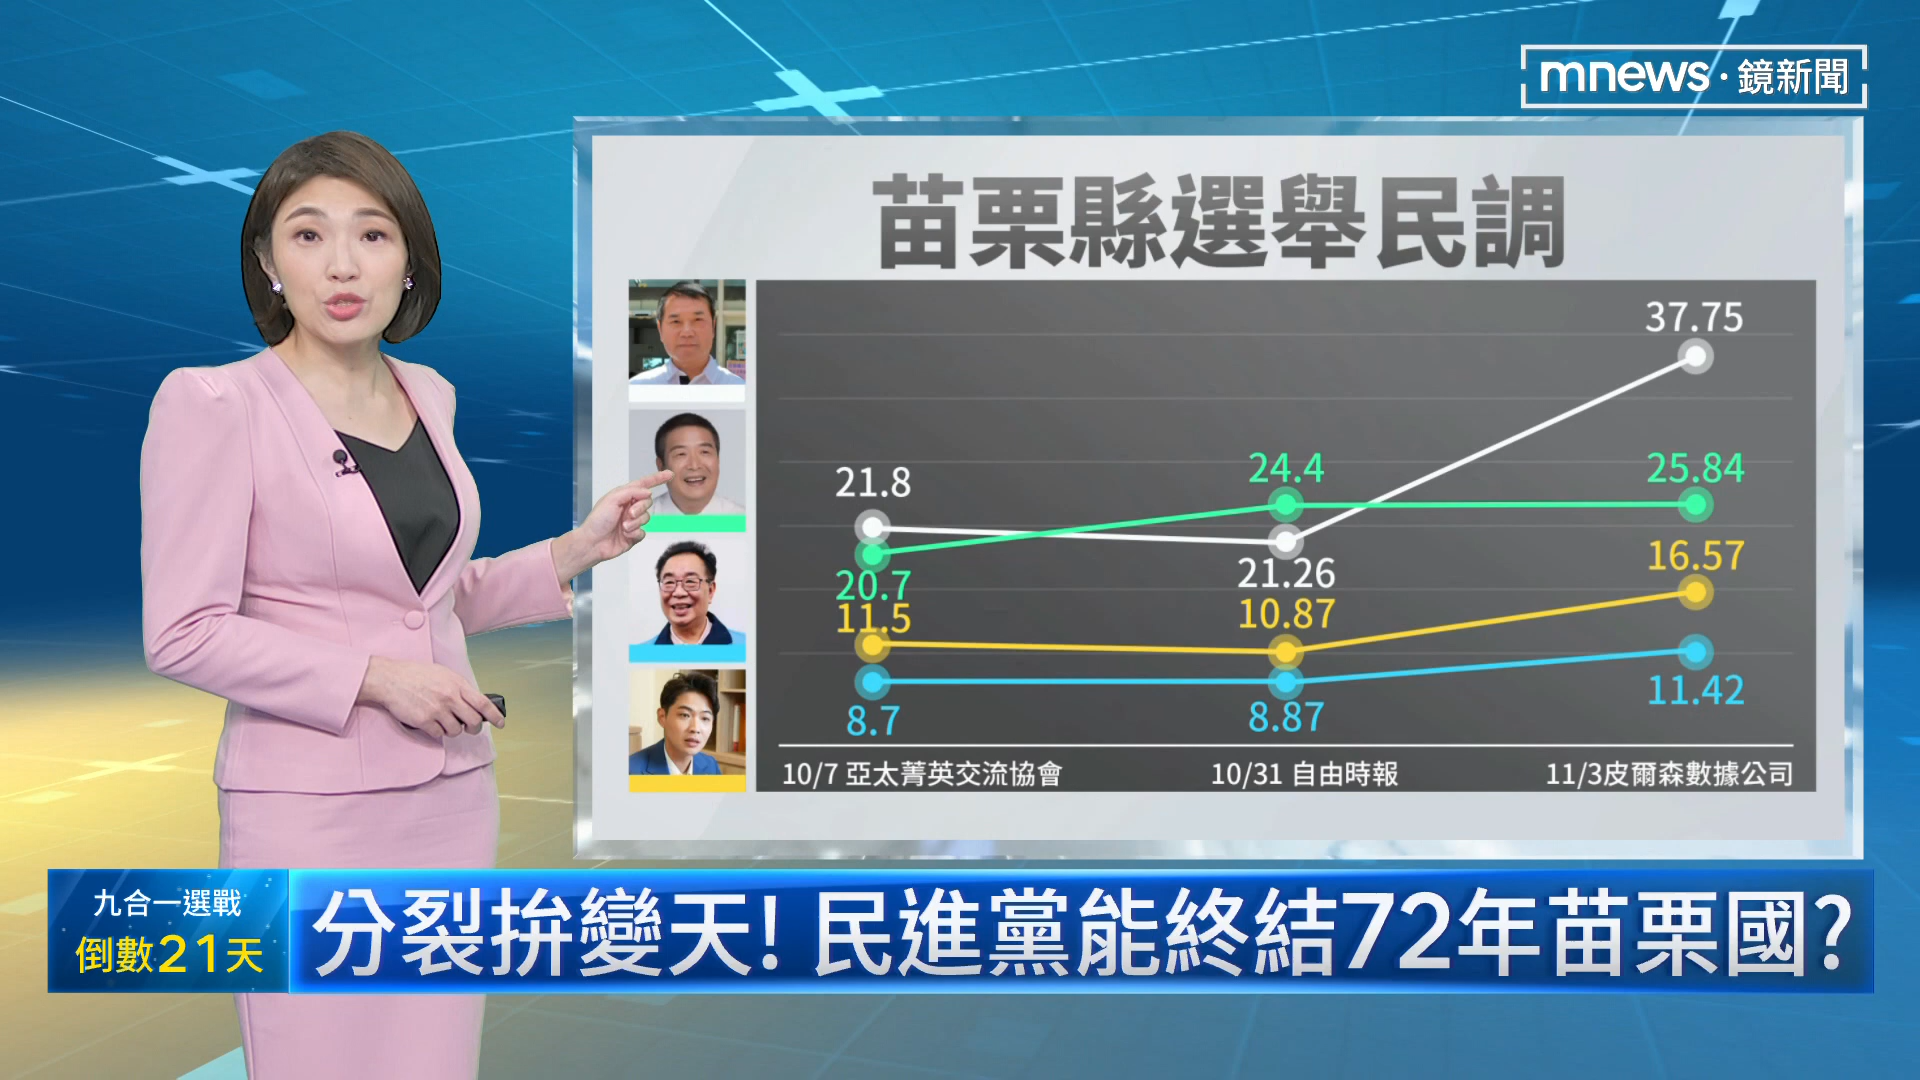 mnews·鏡新聞
苗栗縣選舉民調
37.75
21.8
24.4
25.84
20.7
21.26
16.57
11.5
10.87
8.7
8.87
11.42
10/7 亞太菁英交流協會
10/31 自由時報
11/3皮爾森數據公司
九合一選戰
倒數21天
分裂拚變天! 民進黨能終結72年苗栗國?